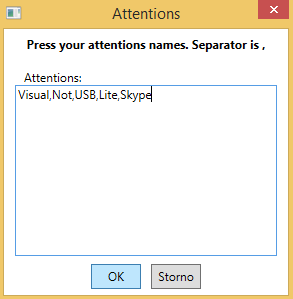 Attentions
Press your attentions names. Separator is ,
Attentions:
Visual,Not,USB,Lite,Skype
OK Storno